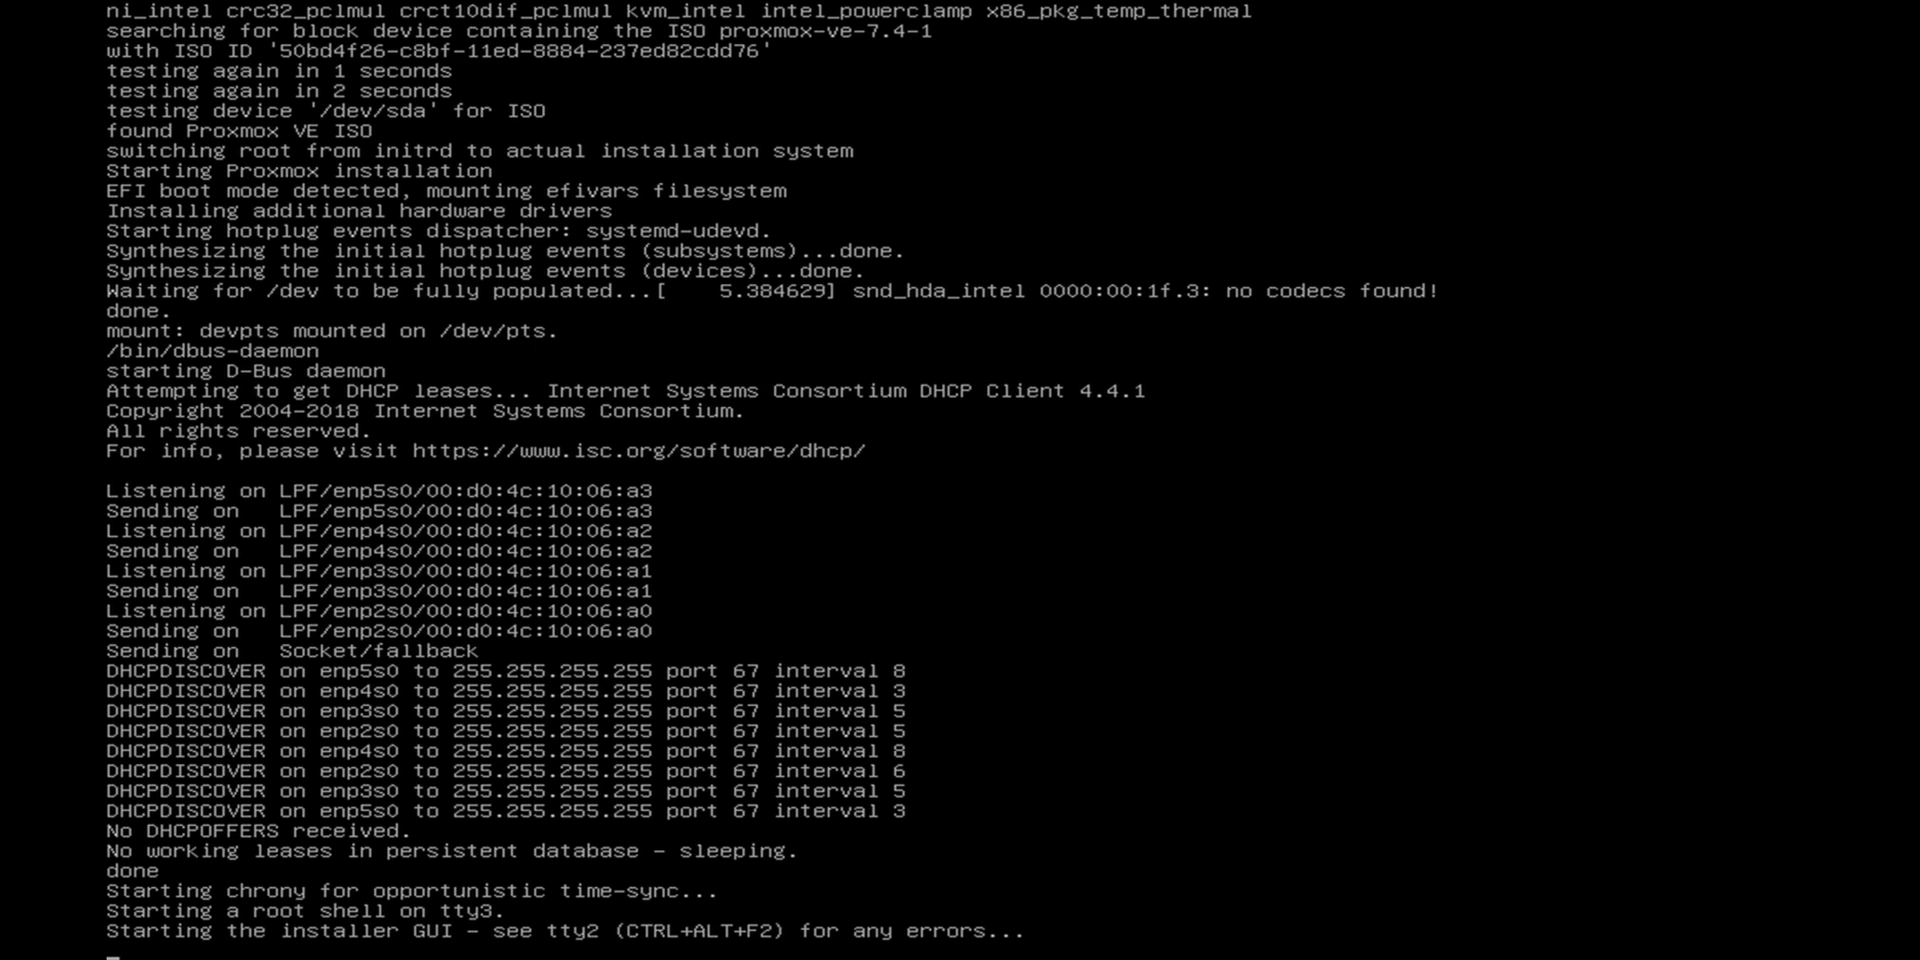 ni_intel crc32_pclmul crct10dif_pclmul kvm_intel intel_powerclamp x86_pkg_temp_thermal
searching for block device containing the ISO proxmox-ve-7.4-1
with ISO ID '50bd4f26-c8bf-11ed-8884-237ed82cdd76'
testing again in 1 seconds
testing again in 2 seconds
testing device '/dev/sda' for ISO
found Proxmox VE ISO
switching root from initrd to actual installation system
Starting Proxmox installation
EFI boot mode detected, mounting efivars filesystem
Installing additional hardware drivers
Starting hotplug events dispatcher: systemd-udevd.
Synthesizing the initial hotplug events (subsystems)...done.
Synthesizing the initial hotplug events (devices)...done.
Waiting for /dev to be fully populated...[    5.384629] snd_hda_intel 0000:00:1f.3: no codecs found!
done.
mount: devpts mounted on /dev/pts.
/bin/dbus-daemon
starting D-Bus daemon
Attempting to get DHCP leases... Internet Systems Consortium DHCP Client 4.4.1
Copyright 2004-2018 Internet Systems Consortium.
All rights reserved.
For info, please visit https://www.isc.org/software/dhcp/

Listening on LPF/enp5s0/00:d0:4c:10:06:a3
Sending on   LPF/enp5s0/00:d0:4c:10:06:a3
Listening on LPF/enp4s0/00:d0:4c:10:06:a2
Sending on   LPF/enp4s0/00:d0:4c:10:06:a2
Listening on LPF/enp3s0/00:d0:4c:10:06:a1
Sending on   LPF/enp3s0/00:d0:4c:10:06:a1
Listening on LPF/enp2s0/00:d0:4c:10:06:a0
Sending on   LPF/enp2s0/00:d0:4c:10:06:a0
Sending on   Socket/fallback
DHCPDISCOVER on enp5s0 to 255.255.255.255 port 67 interval 8
DHCPDISCOVER on enp4s0 to 255.255.255.255 port 67 interval 3
DHCPDISCOVER on enp3s0 to 255.255.255.255 port 67 interval 5
DHCPDISCOVER on enp2s0 to 255.255.255.255 port 67 interval 5
DHCPDISCOVER on enp4s0 to 255.255.255.255 port 67 interval 8
DHCPDISCOVER on enp2s0 to 255.255.255.255 port 67 interval 6
DHCPDISCOVER on enp3s0 to 255.255.255.255 port 67 interval 5
DHCPDISCOVER on enp5s0 to 255.255.255.255 port 67 interval 3
No DHCPOFFERS received.
No working leases in persistent database - sleeping.
done
Starting chrony for opportunistic time-sync...
Starting a root shell on tty3.
Starting the installer GUI - see tty2 (CTRL+ALT+F2) for any errors...